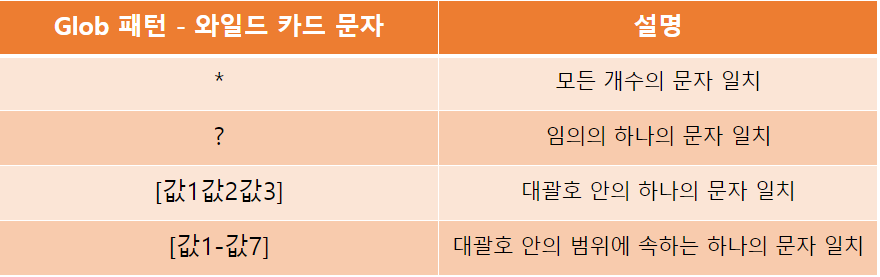 Glob 패턴 - 와일드 카드 문자 설명
* 모든 개수의 문자 일치
? 임의의 하나의 문자 일치
[값1값2값3] 대괄호 안의 하나의 문자 일치
[값1-값7] 대괄호 안의 범위에 속하는 하나의 문자 일치